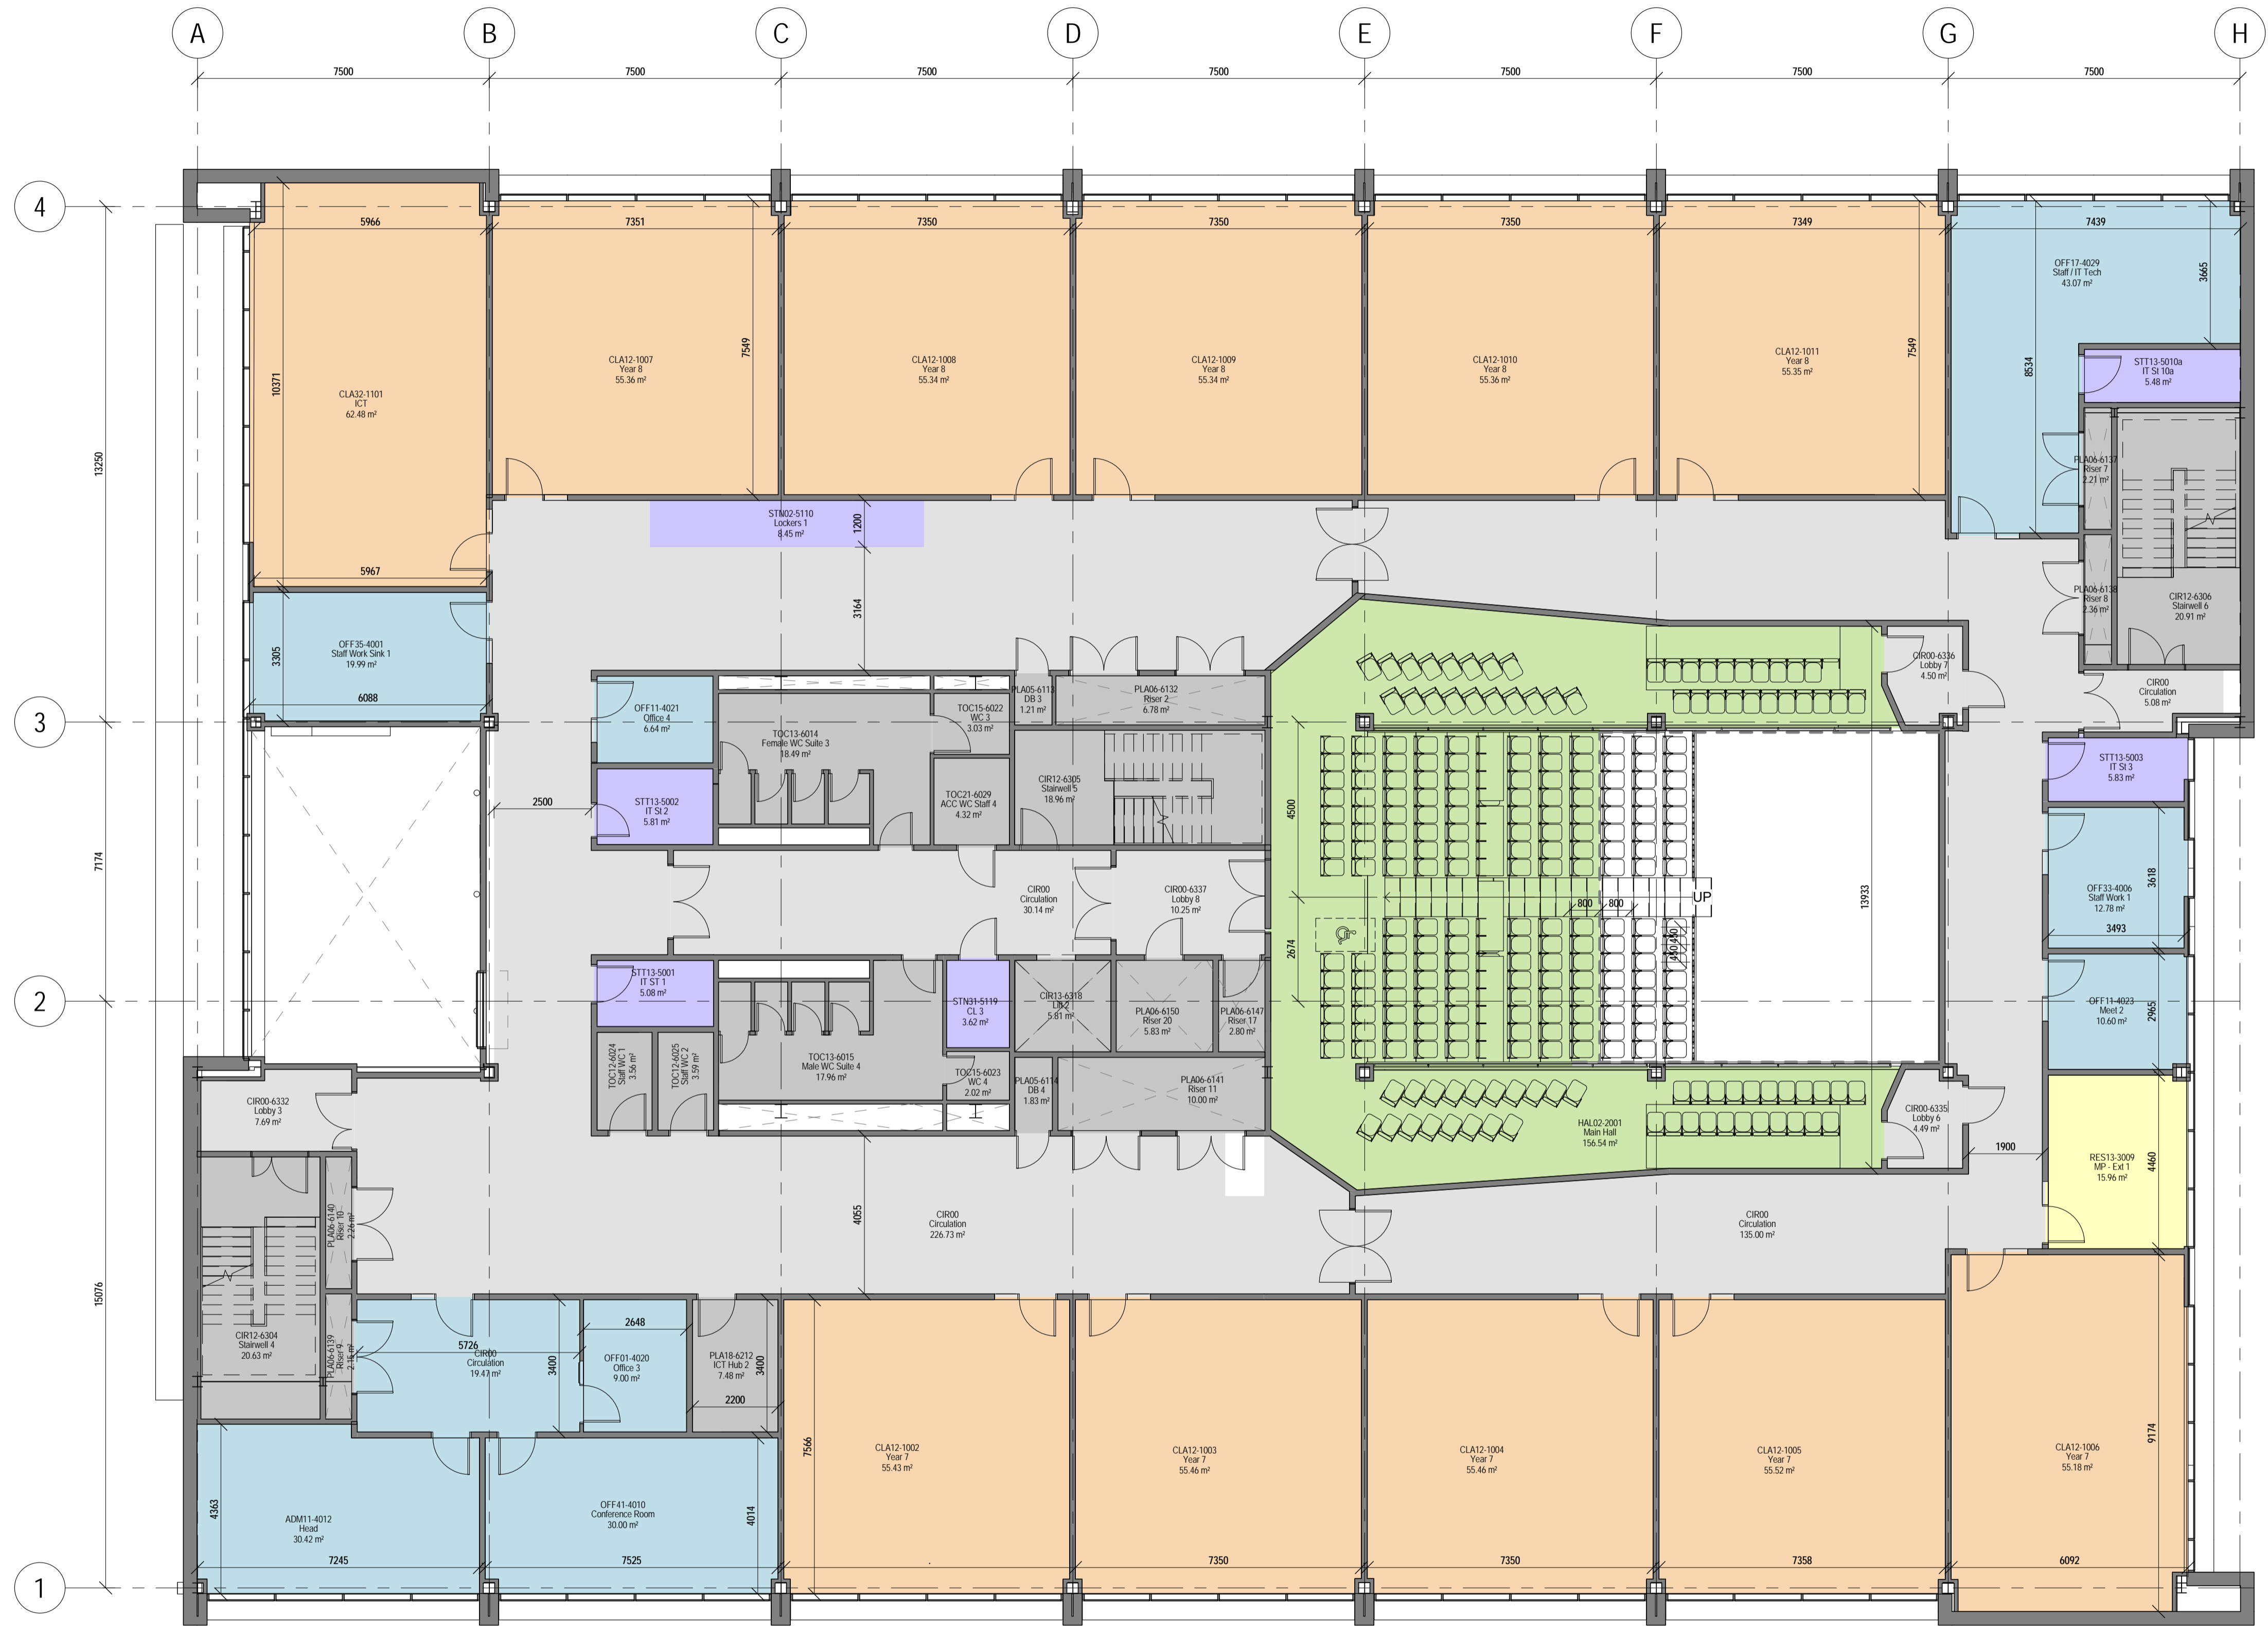 A
B
C
D
E
F
G
H
7500
7500
7500
7500
7500
7500
7500
4
3
2
1
13250
7174
15076
5966
7351
7350
7350
7350
7349
7439
10371
7549
7549
8534
3665
CLA32-1101
ICT
62.48 m²
CLA12-1007
Year 8
55.36 m²
CLA12-1008
Year 8
55.34 m²
CLA12-1009
Year 8
55.34 m²
CLA12-1010
Year 8
55.36 m²
CLA12-1011
Year 8
55.35 m²
OFF17-4029
Staff / IT Tech
43.07 m²
STT13-5010a
IT St 10a
5.48 m²
PLA06-6137
Riser 7
2.21 m²
PLA06-6138
Riser 8
2.36 m²
CIR12-6306
Stairwell 6
20.91 m²
STN02-5110
Lockers 1
8.45 m²
1200
3164
5967
OFF35-4001
Staff Work Sink 1
19.99 m²
3305
6088
OFF11-4021
Office 4
6.64 m²
STT13-5002
IT St 2
5.81 m²
2500
TOC13-6014
Female WC Suite 3
18.49 m²
TOC15-6022
WC 3
3.03 m²
TOC21-6029
ACC WC Staff 4
4.32 m²
PLA05-6113
DB 3
1.21 m²
PLA06-6132
Riser 2
6.78 m²
CIR12-6305
Stairwell 5
18.96 m²
CIR00
Circulation
30.14 m²
CIR00-6337
Lobby 8
10.25 m²
4500
2674
800
800
UP
450
450
13933
CIR00-6336
Lobby 7
4.50 m²
CIR00
Circulation
5.08 m²
STT13-5003
IT St 3
5.83 m²
OFF33-4006
Staff Work 1
12.78 m²
3618
3493
OFF11-4023
Meet 2
10.60 m²
2965
STT13-5001
IT ST 1
5.08 m²
TOC12-6024
Staff WC 1
3.56 m²
TOC12-6025
Staff WC 2
3.59 m²
TOC13-6015
Male WC Suite 4
17.96 m²
STN31-5119
CL 3
3.62 m²
TOC15-6023
WC 4
2.02 m²
CIR13-6318
Lift 2
5.81 m²
PLA06-6150
Riser 20
5.83 m²
PLA06-6147
Riser 17
2.80 m²
PLA05-6114
DB 4
1.83 m²
PLA06-6141
Riser 11
10.00 m²
HAL02-2001
Main Hall
156.54 m²
CIR00-6335
Lobby 6
4.49 m²
1900
RES13-3009
MP - Ext 1
15.96 m²
4460
CIR00-6332
Lobby 3
7.69 m²
PLA06-6140
Riser 10
2.26 m²
PLA06-6139
Riser 9
2.15 m²
CIR12-6304
Stairwell 4
20.63 m²
4055
CIR00
Circulation
226.73 m²
CIR00
Circulation
135.00 m²
5726
CIR00
Circulation
19.47 m²
3400
2648
OFF01-4020
Office 3
9.00 m²
PLA18-6212
ICT Hub 2
7.48 m²
3400
2200
4363
ADM11-4012
Head
30.42 m²
OFF41-4010
Conference Room
30.00 m²
4014
7566
CLA12-1002
Year 7
55.43 m²
CLA12-1003
Year 7
55.46 m²
CLA12-1004
Year 7
55.46 m²
CLA12-1005
Year 7
55.52 m²
CLA12-1006
Year 7
55.18 m²
9174
7245
7525
7350
7350
7358
6092